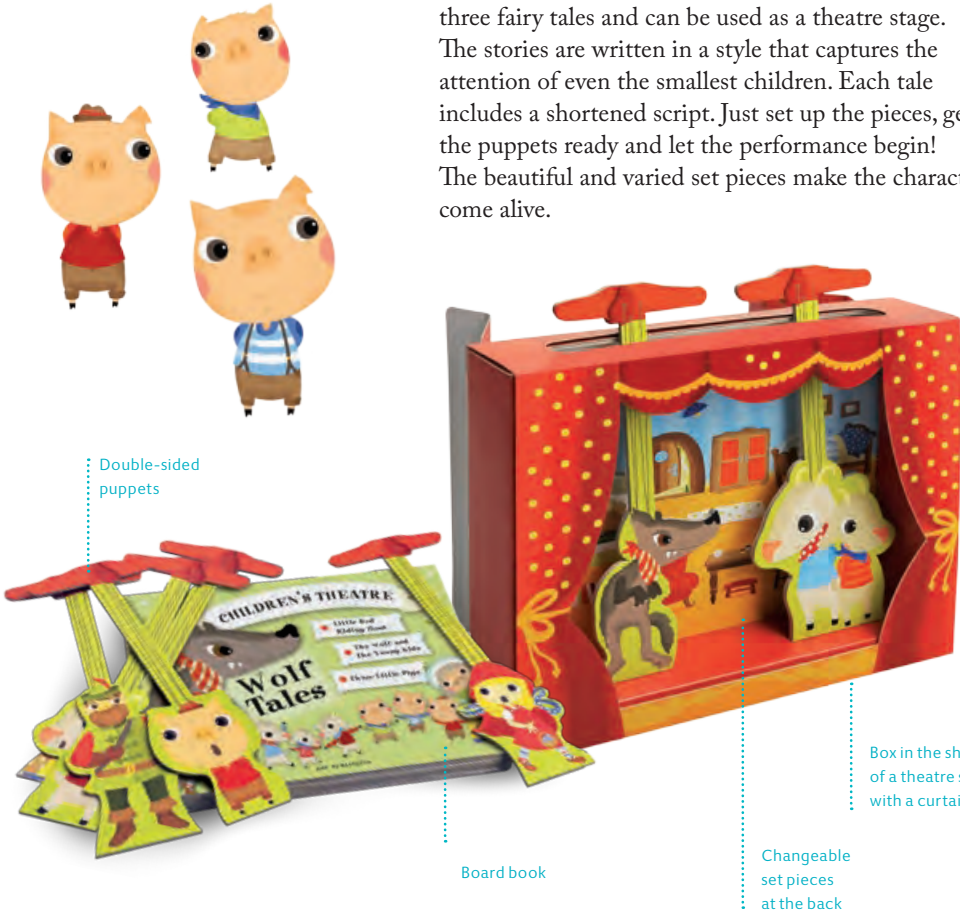 three fairy tales and can be used as a theatre stage.
The stories are written in a style that captures the
attention of even the smallest children. Each tale
includes a shortened script. Just set up the pieces, ge
the puppets ready and let the performance begin!
The beautiful and varied set pieces make the charact
come alive.
Double-sided
puppets
CHILDREN'S THEATRE
Little Red
Riding Hood
The Wolf and
the Young Kids
Three Little Pigs
Wolf
Tales
Box in the sh
of a theatre s
with a curtai
Board book
Changeable
set pieces
at the back